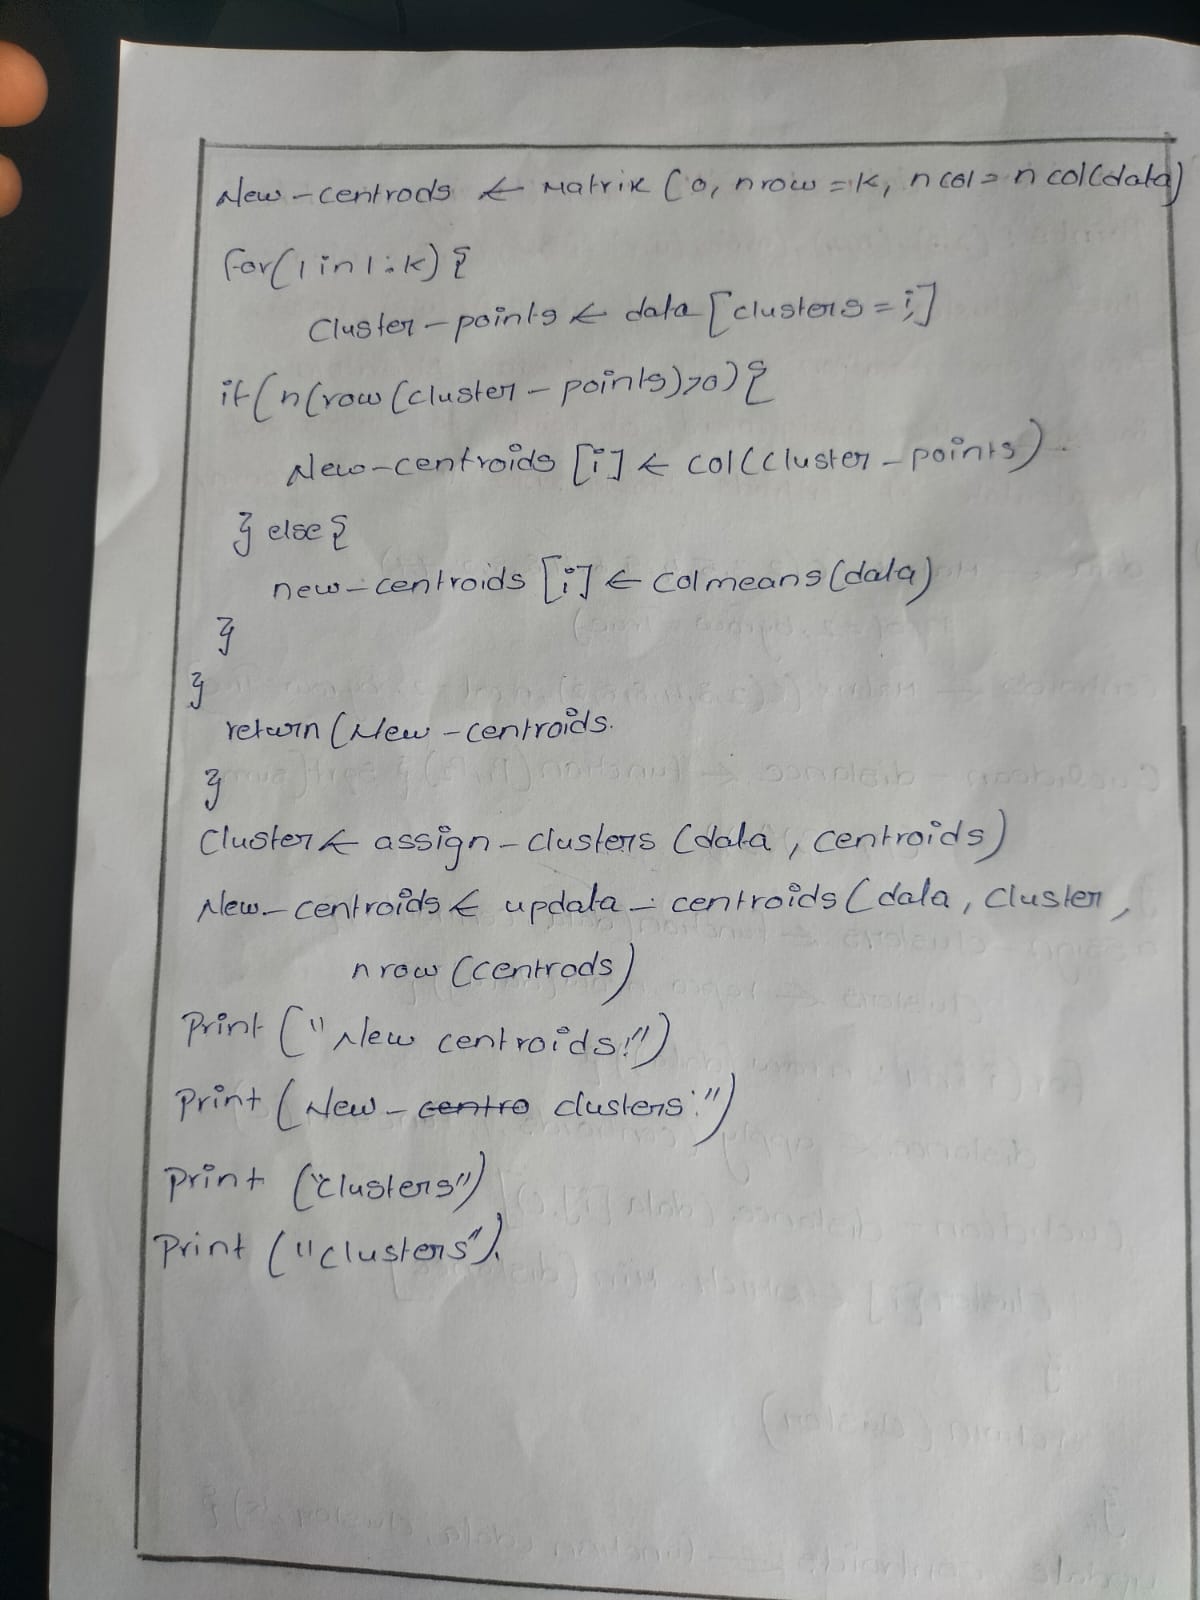 New-centrods ← Matrix (0, nrow = k, ncol = ncol(data)
for(1 in 1:k) {
Cluster-points ← data [clusters = i]
if (n(row (cluster - points)>0) {
New-centroids [i] ← col(cluster - points)
} else {
new-centroids [i] ← colmeans (data)
}
}
return (New-centroids.
}
Cluster ← assign-clusters (data, centroids)
New-centroids ← updata-centroids (data, cluster,
nrow (centrods)
Print ("New centroids!")
Print (New- centro clusters:")
Print ("clusters")
Print ("clusters").